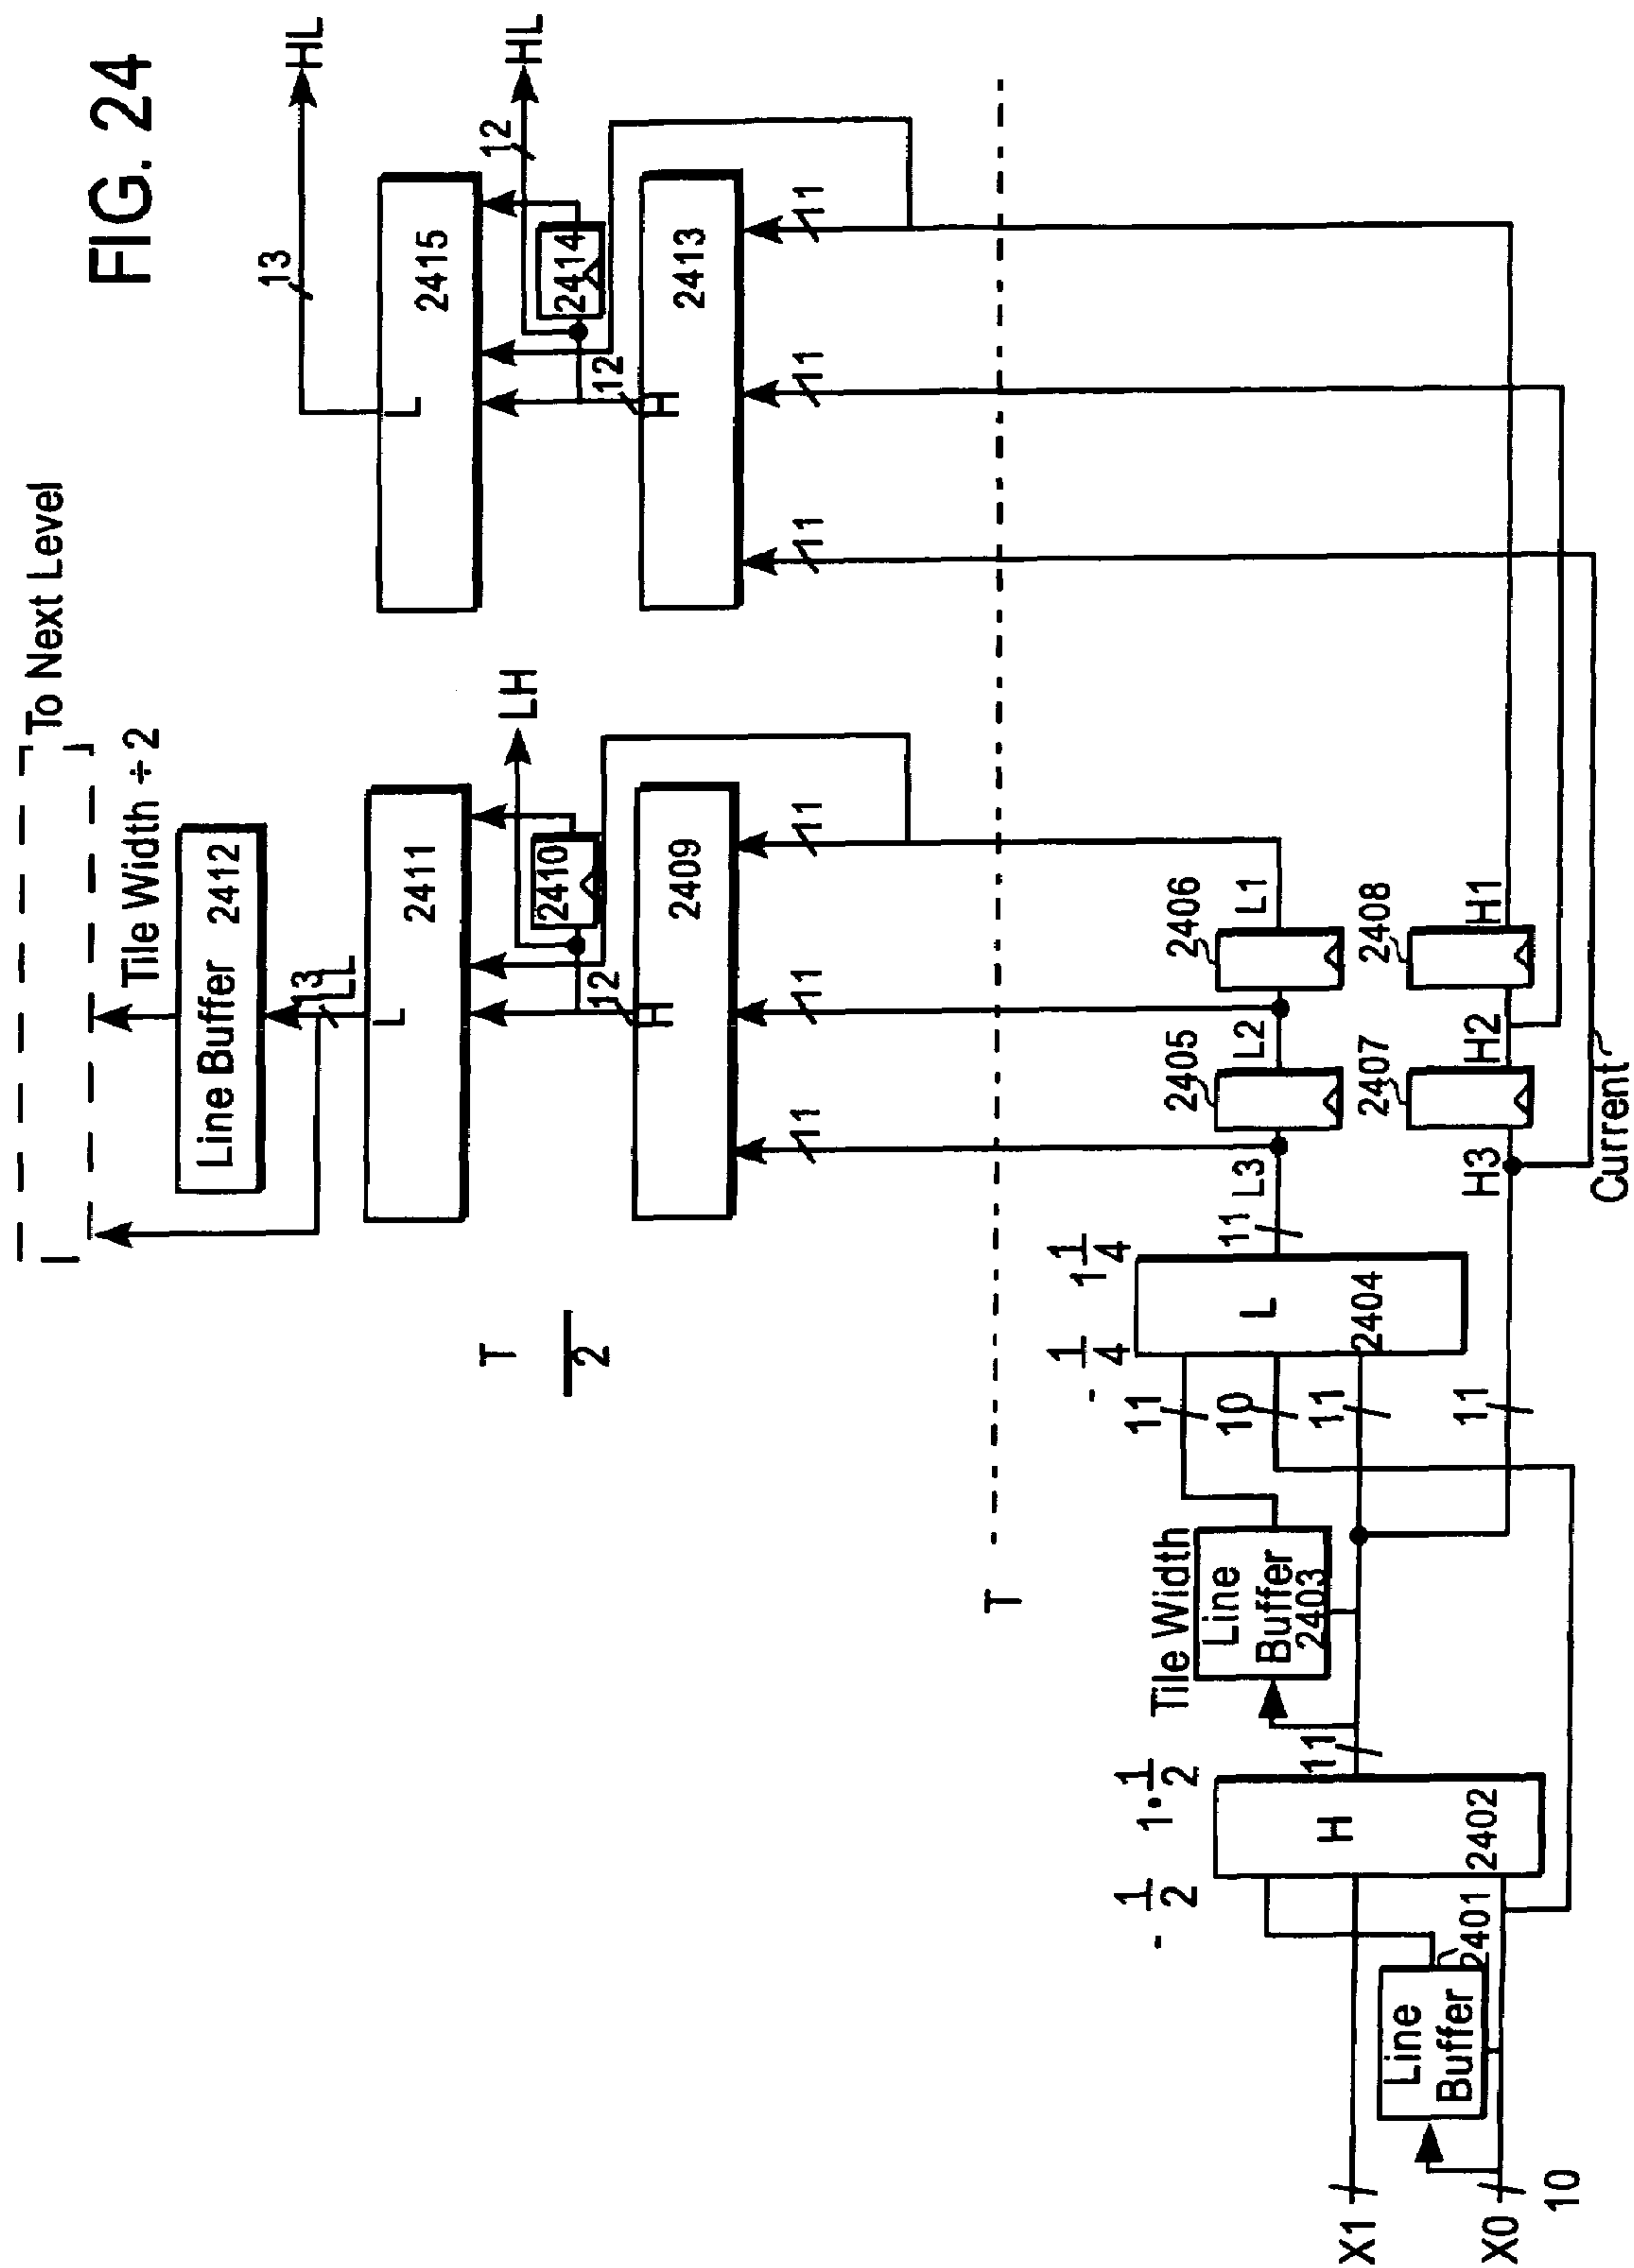 FIG. 24
To Next Level
Tile Width ÷ 2
Line Buffer 2412
13
LL
L
2411
LH
2410
12
H
2409
11
11
11
13
HL
L
2415
12
HL
2414
12
H
2413
11
11
11
T
2
T
X1
X0
10
Line
Buffer
2401
- 1
2
1 · 1
2
H
2402
11
Tile Width
Line
Buffer
2403
11
10
11
11
- 1
4
1 1
4
L
2404
11
L3
2405
L2
2406
L1
H3
2407
H2
2408
H1
Current